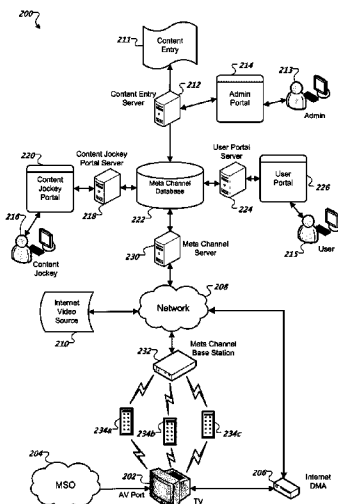 200
211
Content
Entry
212
Content Entry
Server
214
Admin
Portal
213
Admin
220
Content
Jockey
Portal
Content Jockey
Portal Server
218
216
Content
Jockey
Meta Channel
Database
222
User Portal
Server
224
User
Portal
226
215
User
230
Meta Channel
Server
Internet
Video
Source
210
Network
208
Meta Channel
Base Station
232
234a
234b
234c
204
MSO
202
AV Port
TV
206
Internet
DMA